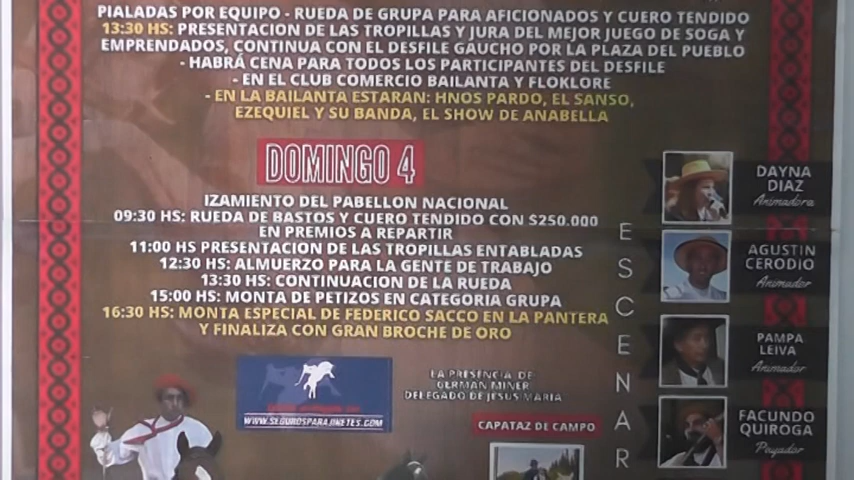 PIALADAS POR EQUIPO - RUEDA DE GRUPA PARA AFICIONADOS Y CUERO TENDIDO
13:30 HS: PRESENTACION DE LAS TROPILLAS Y JURA DEL MEJOR JUEGO DE SOGA Y
EMPRENDADOS, CONTINUA CON EL DESFILE GAUCHO POR LA PLAZA DEL PUEBLO
- HABRÁ CENA PARA TODOS LOS PARTICIPANTES DEL DESFILE
- EN EL CLUB COMERCIO BAILANTA Y FLOKLORE
- EN LA BAILANTA ESTARAN: HNOS PARDO, EL SANSO,
EZEQUIEL Y SU BANDA, EL SHOW DE ANABELLA
DOMINGO 4
IZAMIENTO DEL PABELLON NACIONAL
09:30 HS: RUEDA DE BASTOS Y CUERO TENDIDO CON $250.000
EN PREMIOS A REPARTIR
11:00 HS PRESENTACION DE LAS TROPILLAS ENTABLADAS
12:30 HS: ALMUERZO PARA LA GENTE DE TRABAJO
13:30 HS: CONTINUACION DE LA RUEDA
15:00 HS: MONTA DE PETIZOS EN CATEGORIA GRUPA
16:30 HS: MONTA ESPECIAL DE FEDERICO SACCO EN LA PANTERA
Y FINALIZA CON GRAN BROCHE DE ORO
LA PRESENCIA DE
GERMAN MINER
DELEGADO DE JESUS MARIA
WWW.SEGUROSPARAJINETES.COM
CAPATAZ DE CAMPO
ESCENAR
DAYNA
DIAZ
Animadora
AGUSTIN
CERODIO
Animador
PAMPA
LEIVA
Animador
FACUNDO
QUIROGA
Payador